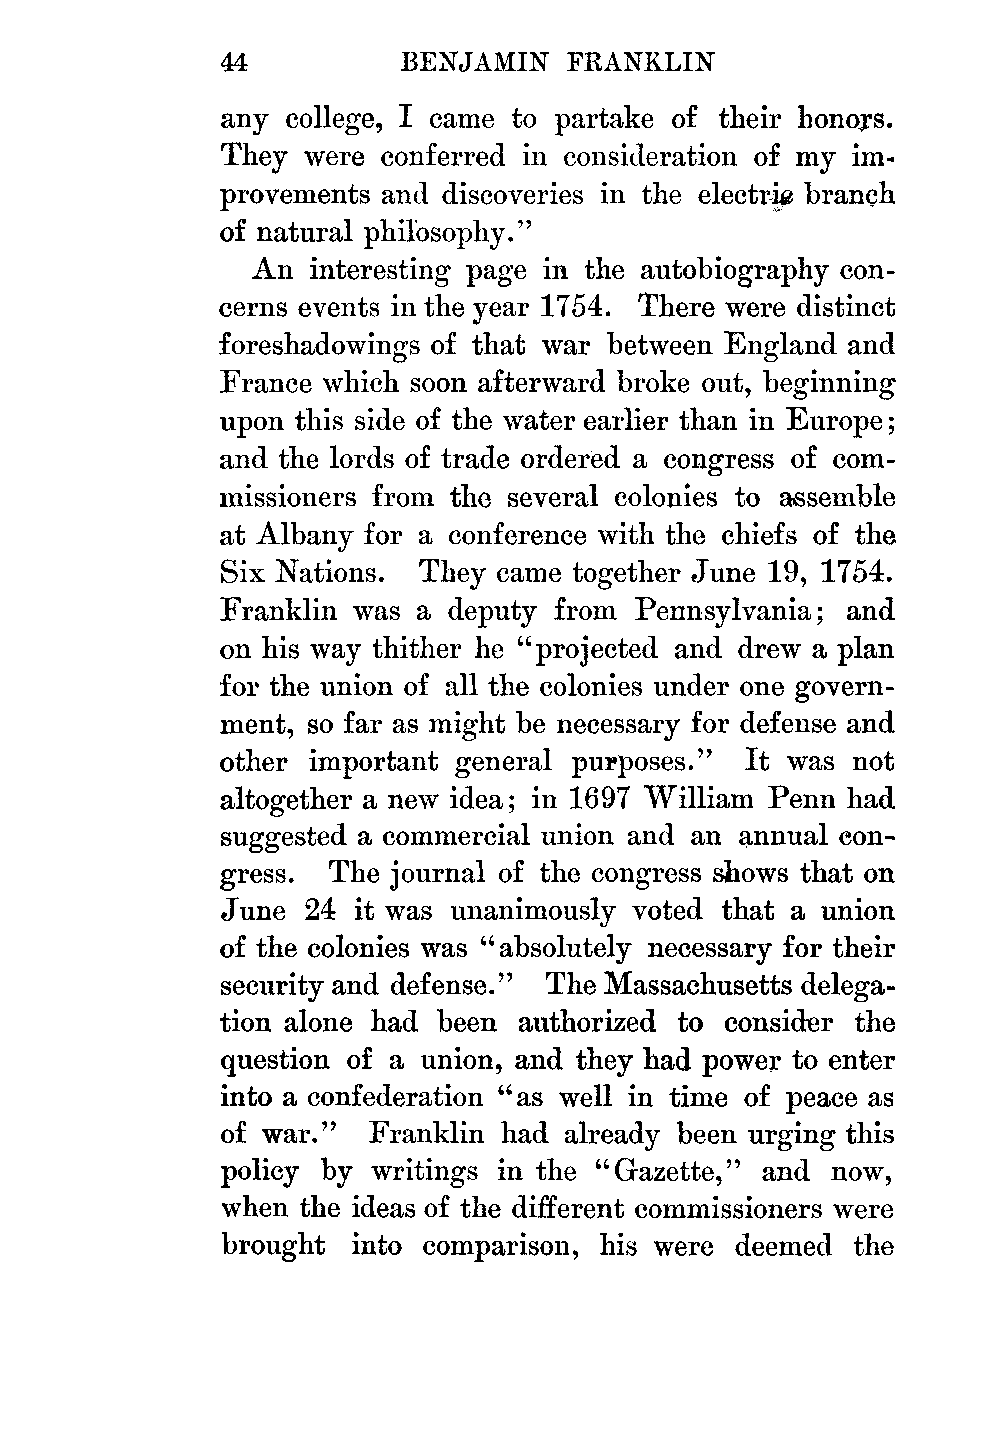 44 BENJAMIN FRANKLIN
any college, I came to partake of their honors.
They were conferred in consideration of my im-
provements and discoveries in the electric branch
of natural philosophy.”
An interesting page in the autobiography con-
cerns events in the year 1754. There were distinct
foreshadowings of that war between England and
France which soon afterward broke out, beginning
upon this side of the water earlier than in Europe;
and the lords of trade ordered a congress of com-
missioners from the several colonies to assemble
at Albany for a conference with the chiefs of the
Six Nations. They came together June 19, 1754.
Franklin was a deputy from Pennsylvania; and
on his way thither he “projected and drew a plan
for the union of all the colonies under one govern-
ment, so far as might be necessary for defense and
other important general purposes.” It was not
altogether a new idea; in 1697 William Penn had
suggested a commercial union and an annual con-
gress. The journal of the congress shows that on
June 24 it was unanimously voted that a union
of the colonies was “absolutely necessary for their
security and defense.” The Massachusetts delega-
tion alone had been authorized to consider the
question of a union, and they had power to enter
into a confederation “as well in time of peace as
of war.” Franklin had already been urging this
policy by writings in the “Gazette,” and now,
when the ideas of the different commissioners were
brought into comparison, his were deemed the